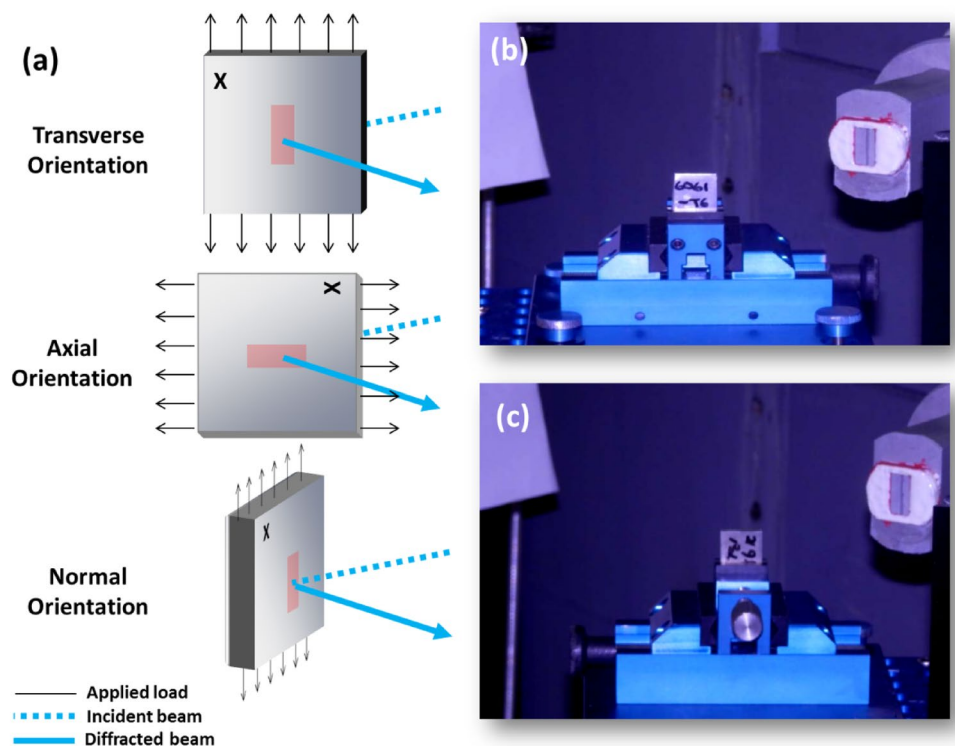 (a)
X
Transverse
Orientation
X
Axial
Orientation
X
Normal
Orientation
Applied load
Incident beam
Diffracted beam
(b)
6061
-T6
(c)